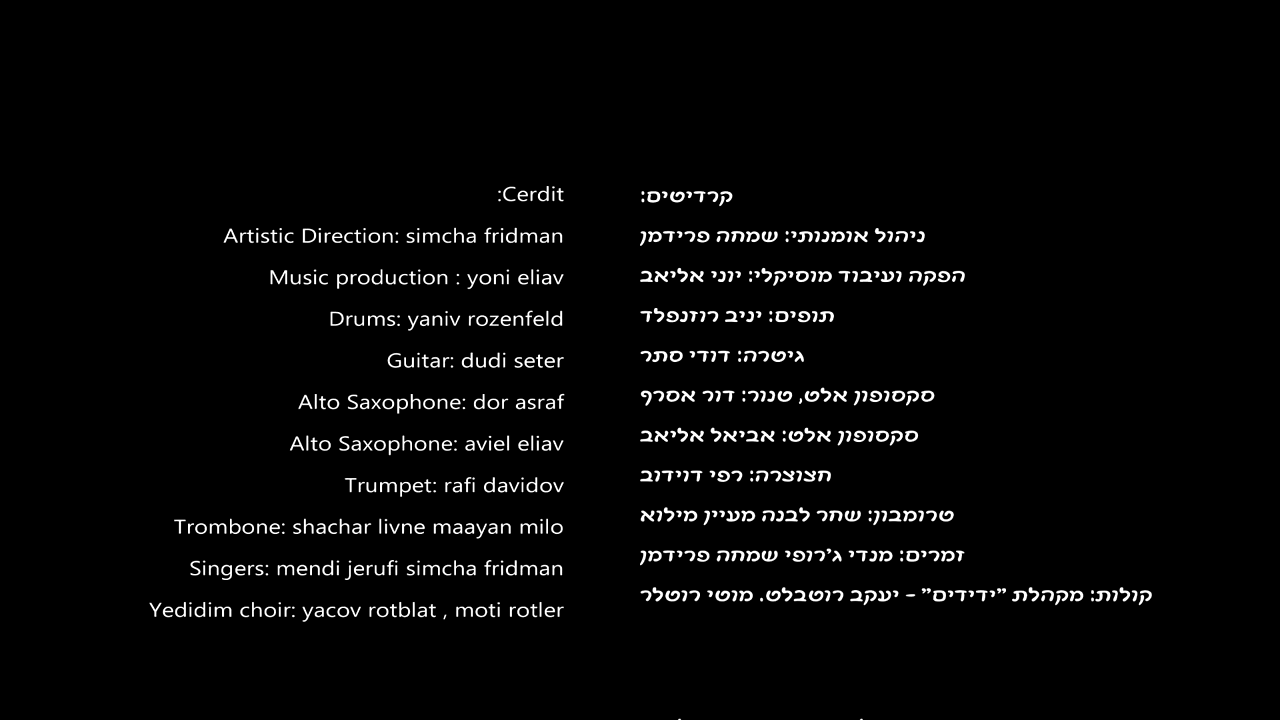 :Cerdit
Artistic Direction: simcha fridman
Music production : yoni eliav
Drums: yaniv rozenfeld
Guitar: dudi seter
Alto Saxophone: dor asraf
Alto Saxophone: aviel eliav
Trumpet: rafi davidov
Trombone: shachar livne maayan milo
Singers: mendi jerufi simcha fridman
Yedidim choir: yacov rotblat , moti rotler
קרדיטים:
ניהול אומנותי: שמחה פרידמן
הפקה ועיבוד מוסיקלי: יוני אליאב
תופים: יניב רוזנפלד
גיטרה: דודי סתר
סקסופון אלט, טנור: דור אסרף
סקסופון אלט: אביאל אליאב
חצוצרה: רפי דוידוב
טרומבון: שחר לבנה מעיין מילוא
זמרים: מנדי ג'רופי שמחה פרידמן
קולות: מקהלת "ידידים" - יעקב רוטבלט. מוטי רוטלר